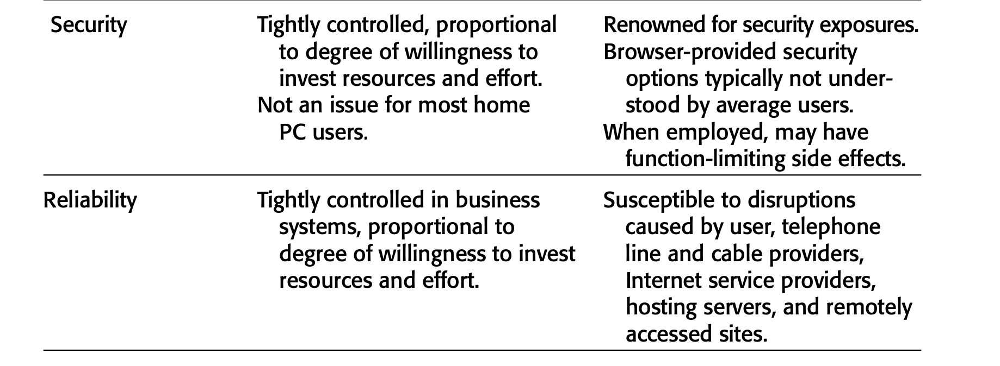 Security
Tightly controlled, proportional
to degree of willingness to
invest resources and effort.
Not an issue for most home
PC users.
Renowned for security exposures.
Browser-provided security
options typically not under-
stood by average users.
When employed, may have
function-limiting side effects.
Reliability
Tightly controlled in business
systems, proportional to
degree of willingness to invest
resources and effort.
Susceptible to disruptions
caused by user, telephone
line and cable providers,
Internet service providers,
hosting servers, and remotely
accessed sites.